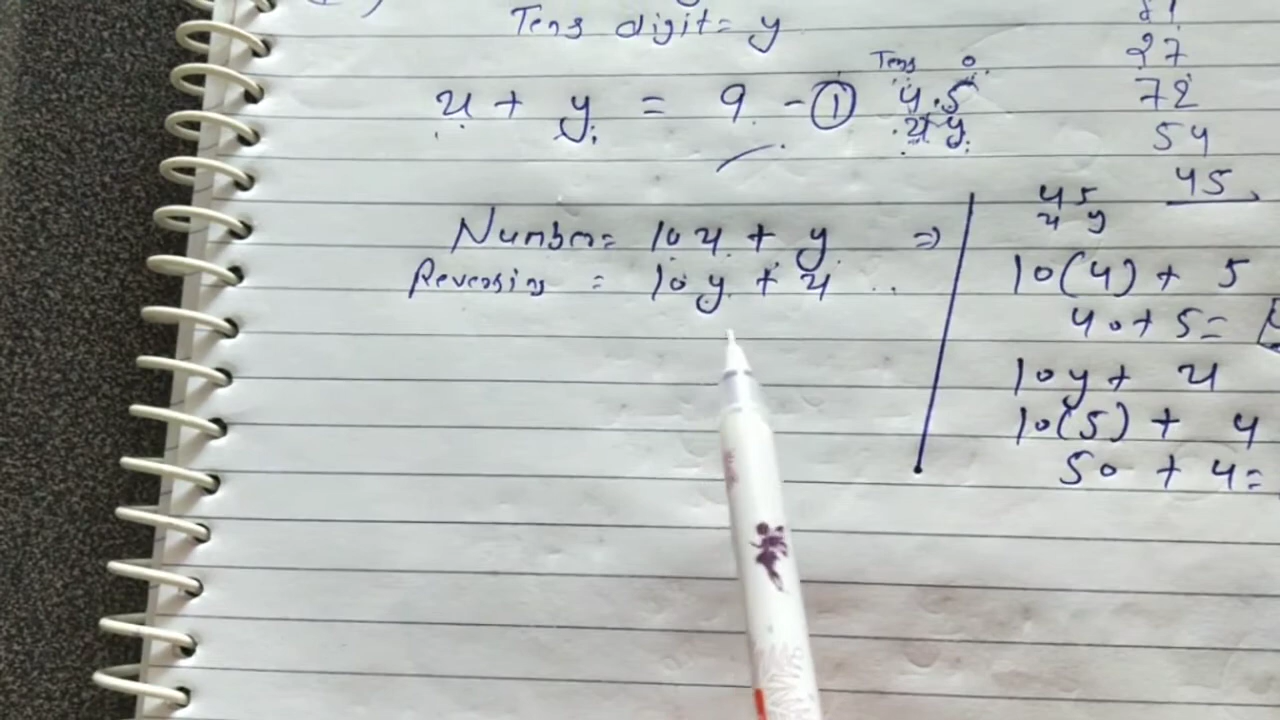 Tens digit = y
x + y = 9 - ①
Tens o
4 5
x y
81
27
72
54
45
Number = 10x + y ⇒
Reversing = 10y + x
45
x y
10(4) + 5
40 + 5 =
10y + x
10(5) + 4
50 + 4 =